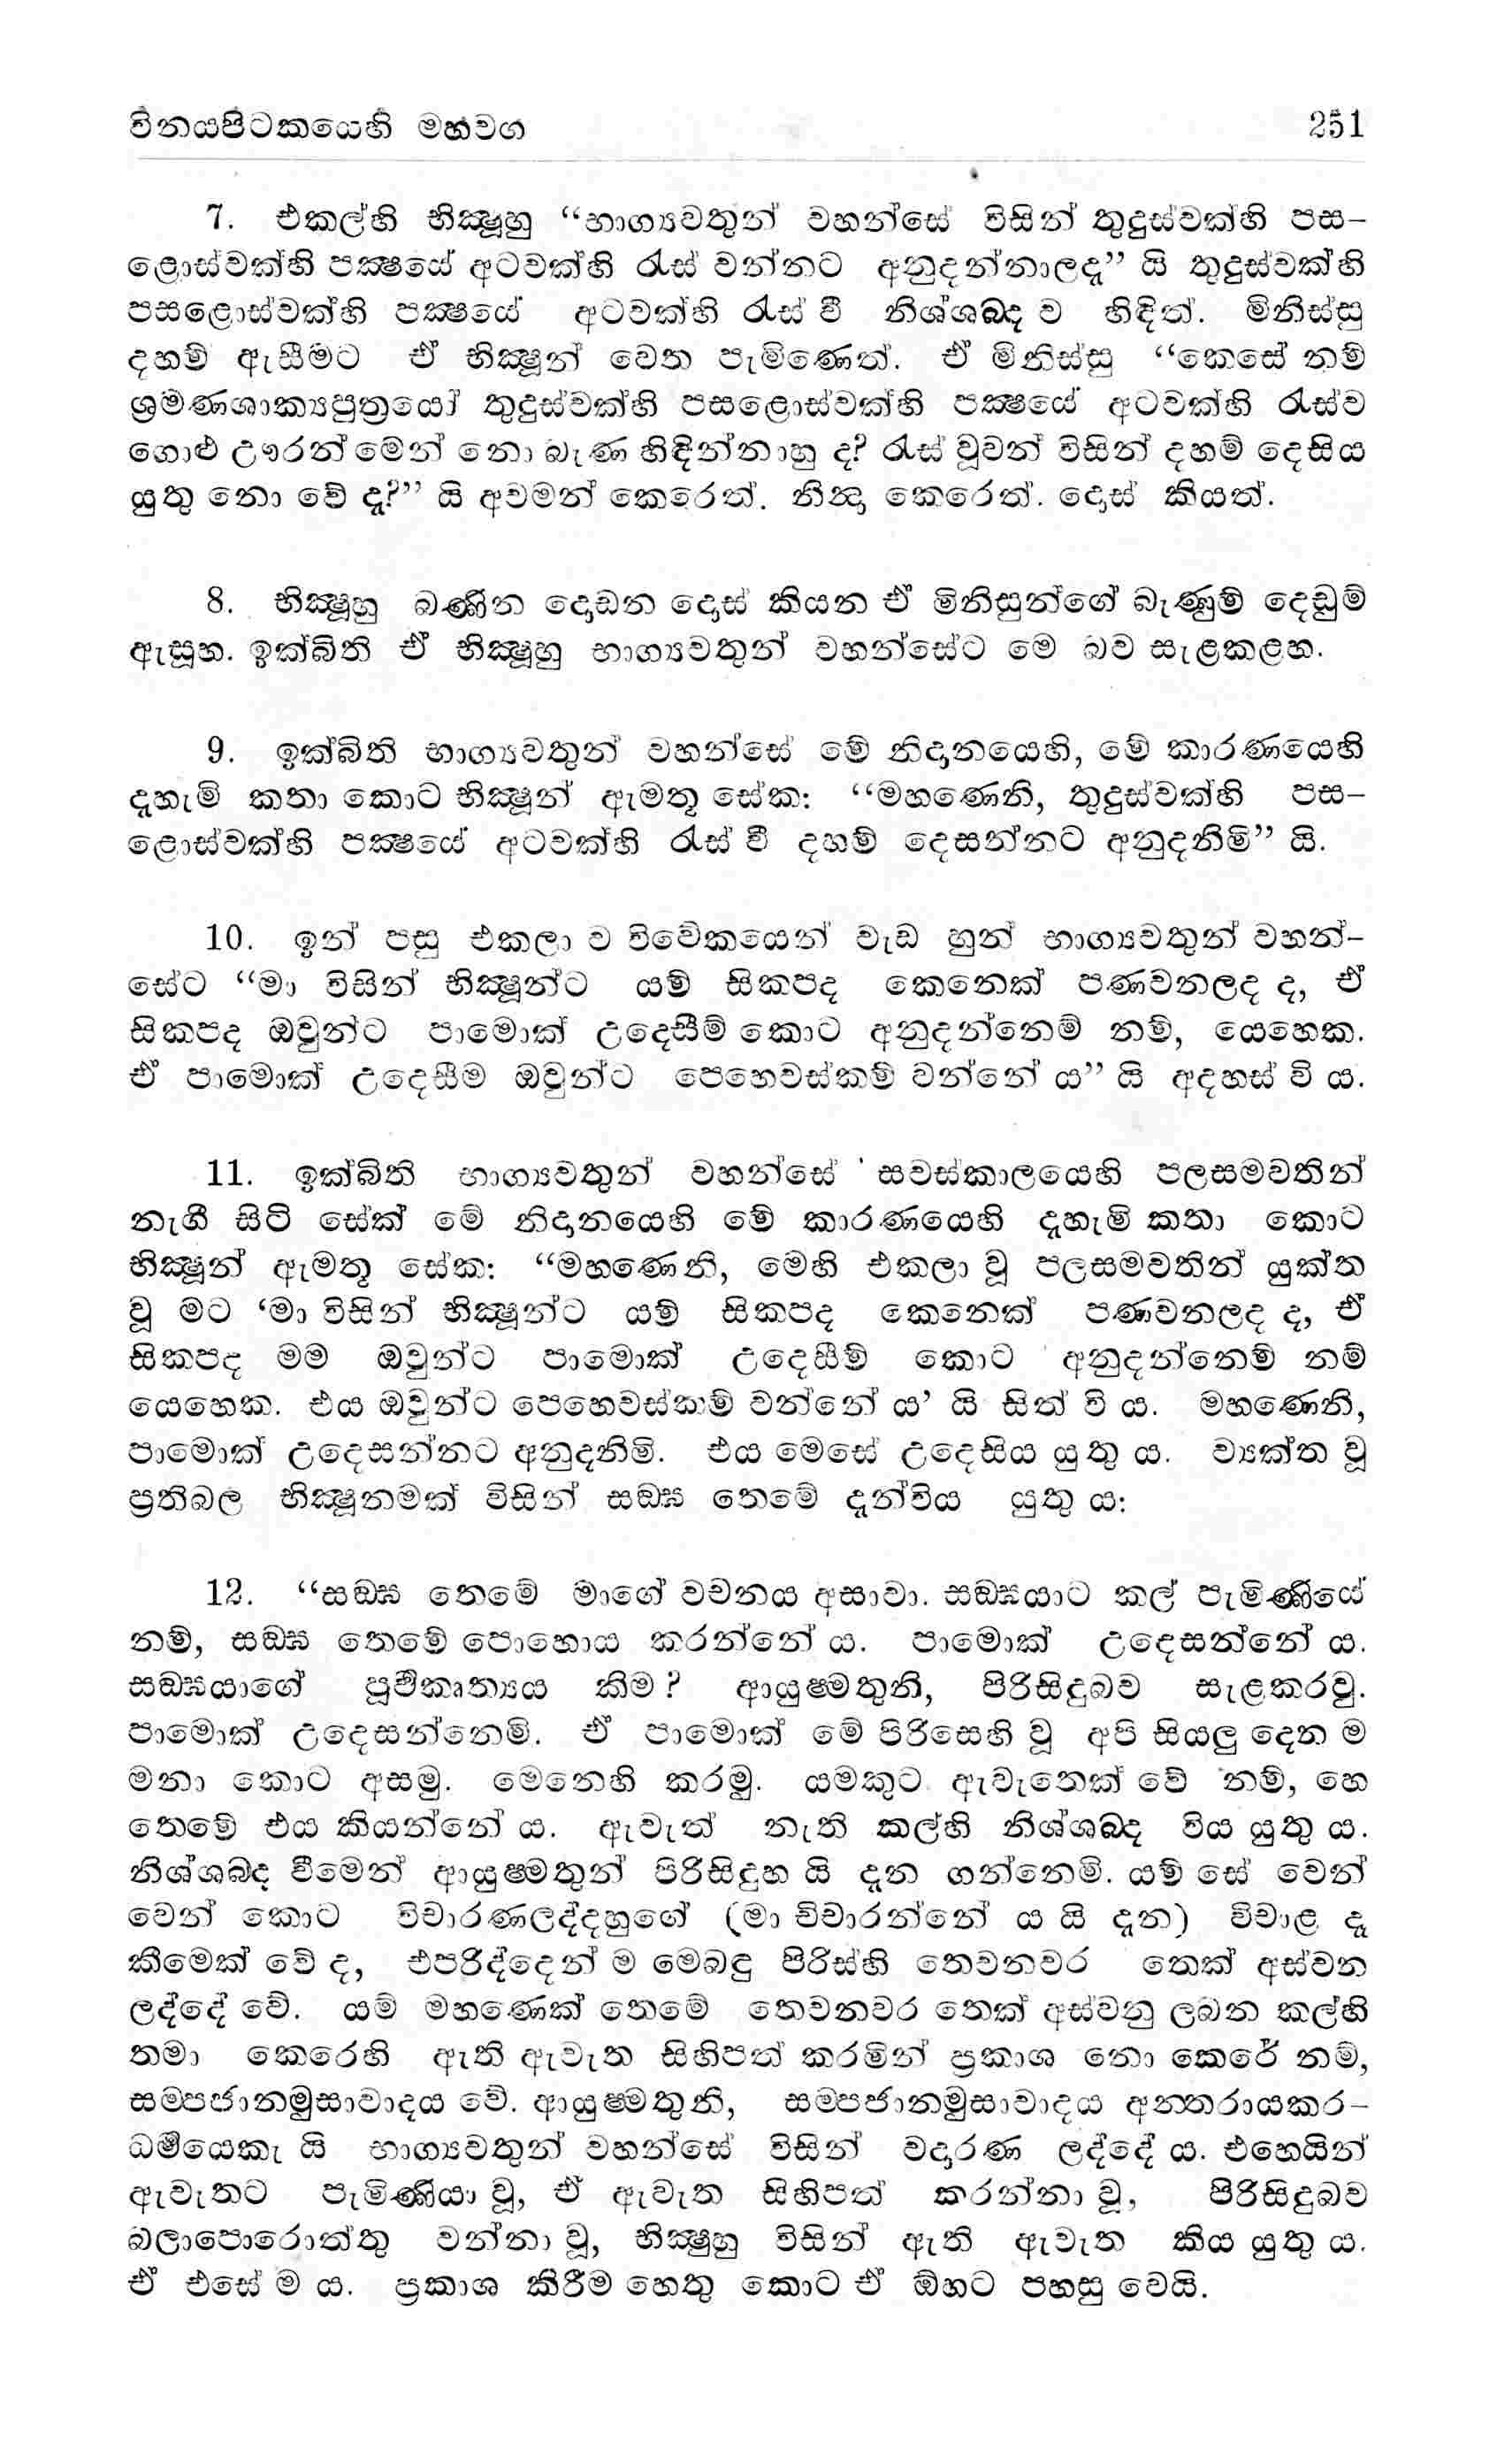 විනයපිටකයෙහි මහවග 251
7. එකල්හි භික්‍ෂූහු “භාග්‍යවතුන් වහන්සේ විසින් තුදුස්වක්හි පස-
ළොස්වක්හි පක්‍ෂයේ අටවක්හි රැස් වන්නට අනුදන්නාලදැ” යි තුදුස්වක්හි
පසළොස්වක්හි පක්‍ෂයේ අටවක්හි රැස් වී නිශ්ශබ්ද ව හිඳිත්. මිනිස්සු
දහම් ඇසීමට ඒ භික්‍ෂූන් වෙත පැමිණෙත්. ඒ මිනිස්සු “කෙසේ නම්
ශ්‍රමණශාක්‍යපුත්‍රයෝ තුදුස්වක්හි පසළොස්වක්හි පක්‍ෂයේ අටවක්හි රැස්ව
ගොළු ඌරන් මෙන් නො බැණ හිඳින්නාහු ද? රැස් වූවන් විසින් දහම් දෙසිය
යුතු නො වේ දැ?” යි අවමන් කෙරෙත්. නින්‍දා කෙරෙත්. දොස් කියත්.
8. භික්‍ෂූහු බණින දොඩන දොස් කියන ඒ මිනිසුන්ගේ බැණුම් දෙඩුම්
ඇසූහ. ඉක්බිති ඒ භික්‍ෂූහු භාග්‍යවතුන් වහන්සේට මෙ බව සැළකළහ.
9. ඉක්බිති භාග්‍යවතුන් වහන්සේ මේ නිදානයෙහි, මේ කාරණයෙහි
දැහැමි කතා කොට භික්‍ෂූන් ඇමතූ සේක: “මහණෙනි, තුදුස්වක්හි පස-
ළොස්වක්හි පක්‍ෂයේ අටවක්හි රැස් වී දහම් දෙසන්නට අනුදනිමි” යි.
10. ඉන් පසු එකලා ව විවේකයෙන් වැඩ හුන් භාග්‍යවතුන් වහන්-
සේට “මා විසින් භික්‍ෂූන්ට යම් සිකපද කෙනෙක් පණවනලද ද, ඒ
සිකපද ඔවුන්ට පාමොක් උදෙසීම් කොට අනුදන්නෙම් නම්, යෙහෙක.
ඒ පාමොක් උදෙසීම ඔවුන්ට පෙහෙවස්කම් වන්නේ ය” යි අදහස් වි ය.
11. ඉක්බිති භාග්‍යවතුන් වහන්සේ සවස්කාලයෙහි පලසමවතින්
නැගී සිටි සේක් මේ නිදානයෙහි මේ කාරණයෙහි දැහැමි කතා කොට
භික්‍ෂූන් ඇමතූ සේක: “මහණෙනි, මෙහි එකලා වූ පලසමවතින් යුක්ත
වූ මට ‘මා විසින් භික්‍ෂූන්ට යම් සිකපද කෙනෙක් පණවනලද ද, ඒ
සිකපද මම ඔවුන්ට පාමොක් උදෙසීම් කොට අනුදන්නෙම් නම්
යෙහෙක. එය ඔවුන්ට පෙහෙවස්කම් වන්නේ ය’ යි සිත් වි ය. මහණෙනි,
පාමොක් උදෙසන්නට අනුදනිමි. එය මෙසේ උදෙසිය යුතු ය. ව්‍යක්ත වූ
ප්‍රතිබල භික්‍ෂූනමක් විසින් සඞ්ඝ තෙමේ දැන්විය යුතු ය:
12. “සඞ්ඝ තෙමේ මාගේ වචනය අසාවා. සඞ්ඝයාට කල් පැමිණියේ
නම්, සඞ්ඝ තෙමේ පොහොය කරන්නේ ය. පාමොක් උදෙසන්නේ ය.
සඞ්ඝයාගේ පූර්‍වකෘත්‍යය කිම? ආයුෂ්මතුනි, පිරිසිදුබව සැළකරවු.
පාමොක් උදෙසන්නෙමි. ඒ පාමොක් මේ පිරිසෙහි වූ අපි සියලු දෙන ම
මනා කොට අසමු. මෙනෙහි කරමු. යමකුට ඇවැතෙක් වේ නම්, හෙ
තෙමේ එය කියන්නේ ය. ඇවැත් නැති කල්හි නිශ්ශබ්ද විය යුතු ය.
නිශ්ශබ්ද වීමෙන් ආයුෂ්මතුන් පිරිසිදුහ යි දැන ගන්නෙමි. යම් සේ වෙන්
වෙන් කොට විචාරණලද්දහුගේ (මා විචාරන්නේ ය යි දැන) විචාළ දෑ
කීමෙක් වේ ද, එපරිද්දෙන් ම මෙබඳු පිරිස්හි තෙවනවර තෙක් අස්වන
ලද්දේ වේ. යම් මහණෙක් තෙමේ තෙවනවර තෙක් අස්වනු ලබන කල්හි
තමා කෙරෙහි ඇති ඇවැත සිහිපත් කරමින් ප්‍රකාශ නො කෙරේ නම්,
සම්පජානමුසාවාදය වේ. ආයුෂ්මතුනි, සම්පජානමුසාවාදය අන්තරායකර-
ධර්‍මයෙකැ යි භාග්‍යවතුන් වහන්සේ විසින් වදාරණ ලද්දේ ය. එහෙයින්
ඇවැතට පැමිණියා වූ, ඒ ඇවැත සිහිපත් කරන්නා වූ, පිරිසිදුබව
බලාපොරොත්තු වන්නා වූ, භික්‍ෂුහු විසින් ඇති ඇවැත කිය යුතු ය.
ඒ එසේ ම ය. ප්‍රකාශ කිරීම හෙතු කොට ඒ ඕහට පහසු වෙයි.